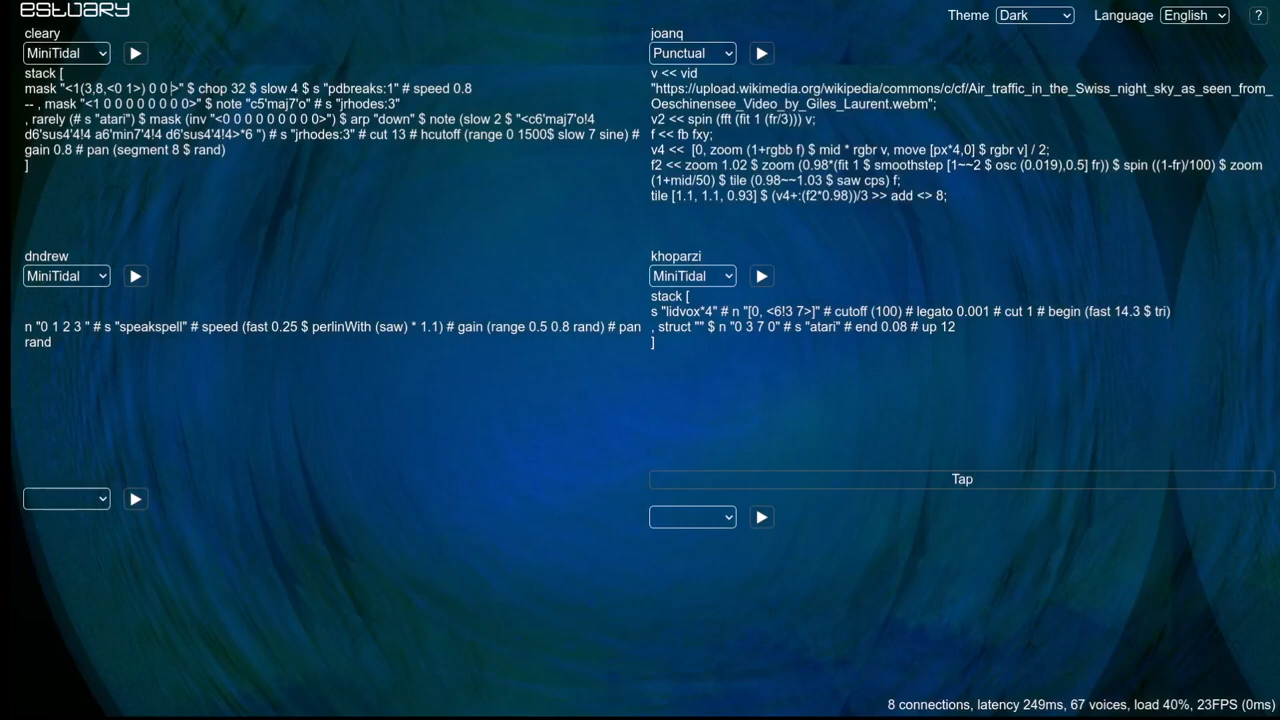 estuary
Theme Dark Language English ?
cleary
MiniTidal
stack [
mask "<1(3,8,<0 1>) 0 0 >" $ chop 32 $ slow 4 $ s "pdbreaks:1" # speed 0.8
-- , mask "<1 0 0 0 0 0 0 0 0>" $ note "c5'maj7'o" # s "jrhodes:3"
, rarely (# s "atari") $ mask (inv "<0 0 0 0 0 0 0 0 0>") $ arp "down" $ note (slow 2 $ "<c6'maj7'o!4
d6'sus4'4!4 a6'min7'4!4 d6'sus4'4!4>*6 ") # s "jrhodes:3" # cut 13 # hcutoff (range 0 1500$ slow 7 sine) #
gain 0.8 # pan (segment 8 $ rand)
]
joanq
Punctual
v << vid
"https://upload.wikimedia.org/wikipedia/commons/c/cf/Air_traffic_in_the_Swiss_night_sky_as_seen_from_
Oeschinensee_Video_by_Giles_Laurent.webm";
v2 << spin (fft (fit 1 (fr/3))) v;
f << fb fxy;
v4 <<  [0, zoom (1+rgbb f) $ mid * rgbr v, move [px*4,0] $ rgbr v] / 2;
f2 << zoom 1.02 $ zoom (0.98*(fit 1 $ smoothstep [1~~2 $ osc (0.019),0.5] fr)) $ spin ((1-fr)/100) $ zoom
(1+mid/50) $ tile (0.98~~1.03 $ saw cps) f;
tile [1.1, 1.1, 0.93] $ (v4+:(f2*0.98))/3 >> add <> 8;
dndrew
MiniTidal
n "0 1 2 3 " # s "speakspell" # speed (fast 0.25 $ perlinWith (saw) * 1.1) # gain (range 0.5 0.8 rand) # pan
rand
khoparzi
MiniTidal
stack [
s "lidvox*4" # n "[0, <6!3 7>]" # cutoff (100) # legato 0.001 # cut 1 # begin (fast 14.3 $ tri)
, struct "" $ n "0 3 7 0" # s "atari" # end 0.08 # up 12
]
Tap
8 connections, latency 249ms, 67 voices, load 40%, 23FPS (0ms)